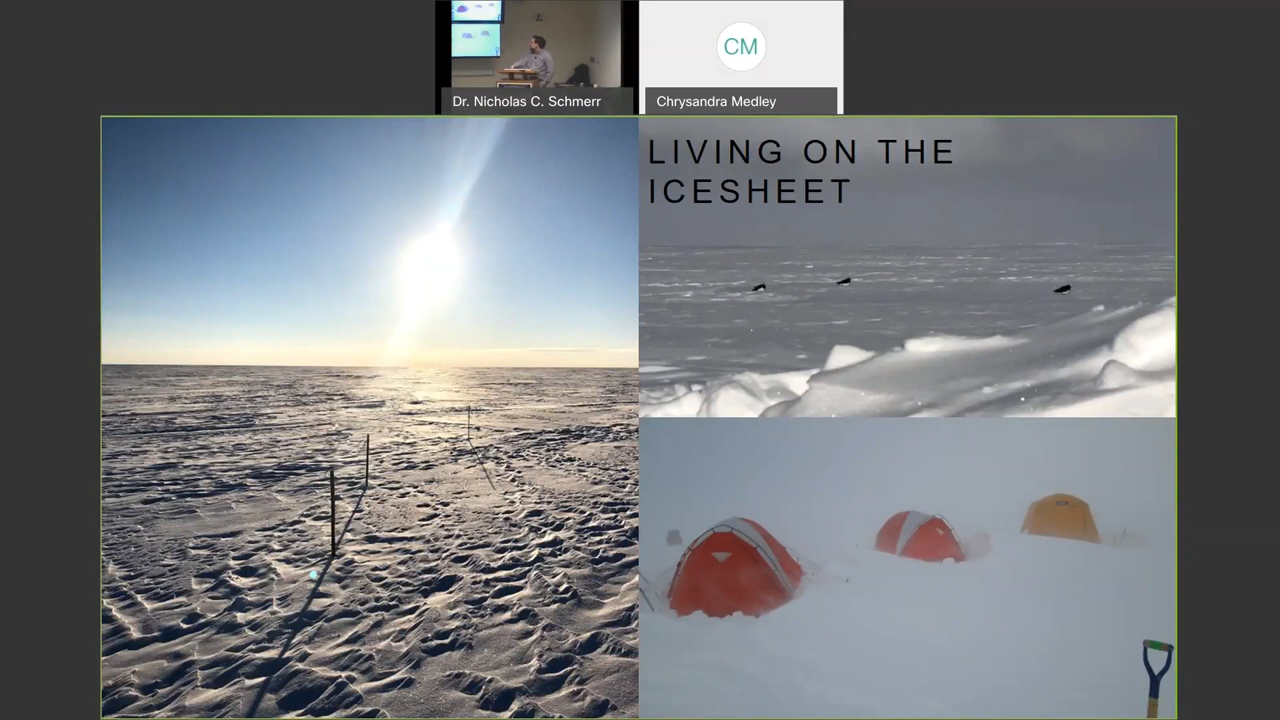 Dr. Nicholas C. Schmerr
CM
Chrysandra Medley
LIVING ON THE
ICESHEET